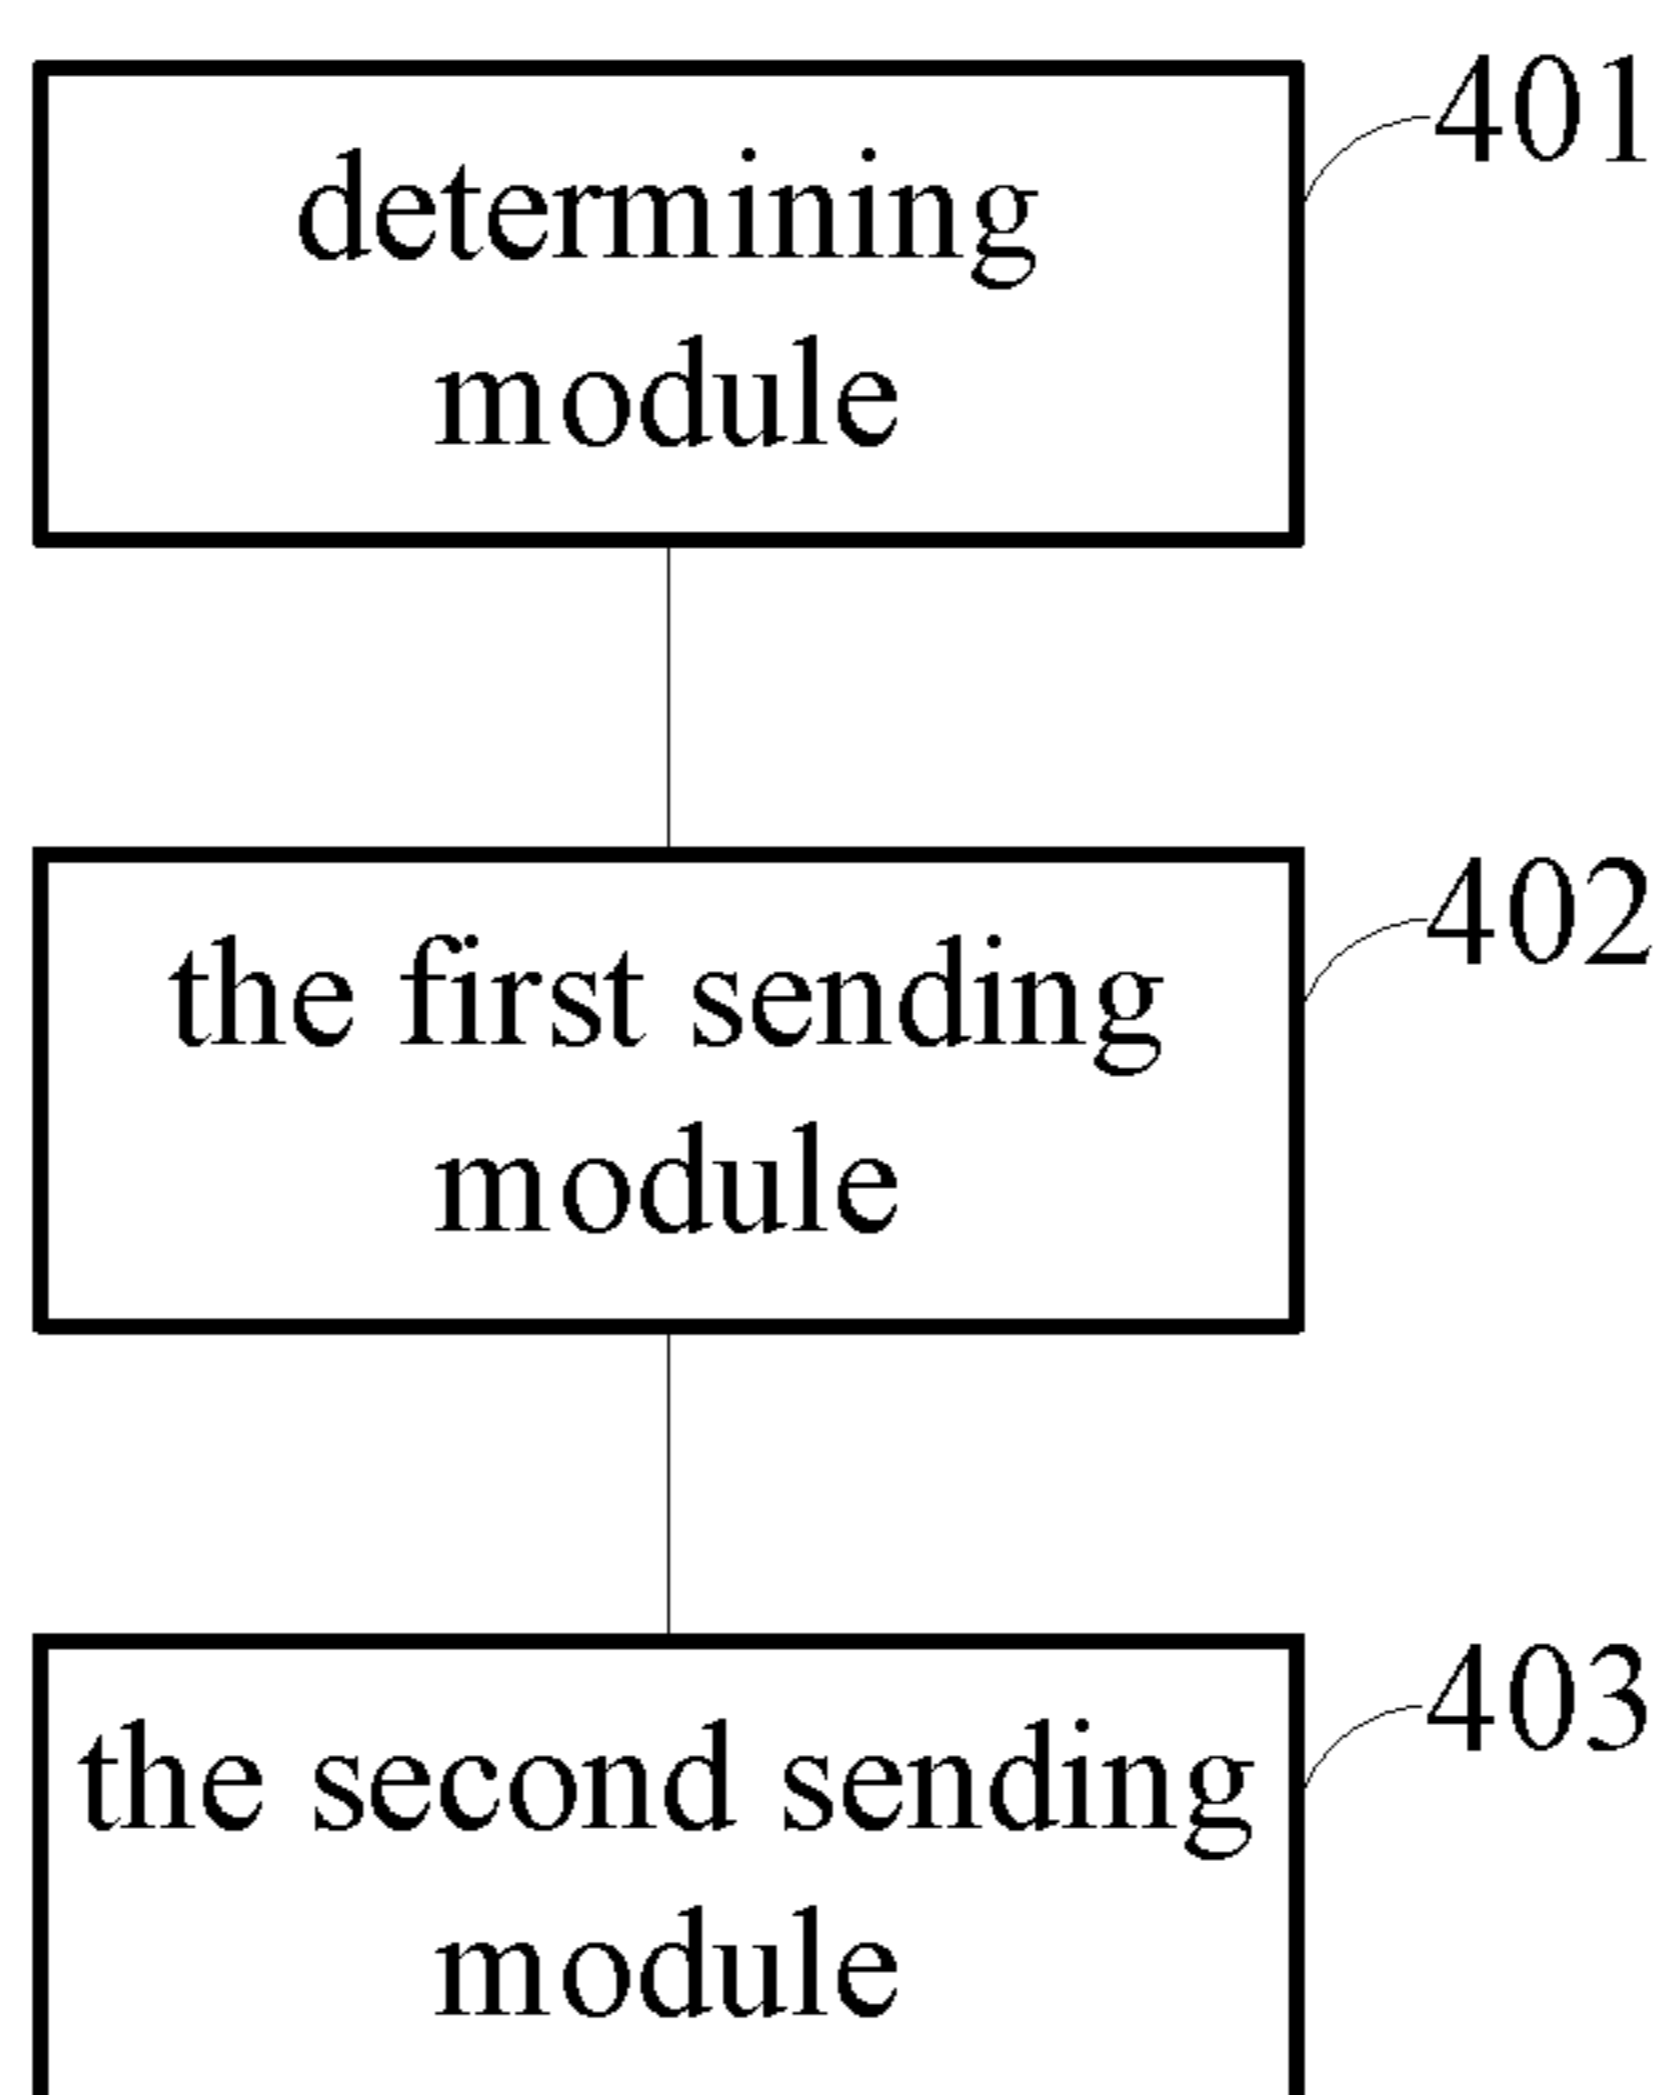 401
determining
module
402
the first sending
module
403
the second sending
module